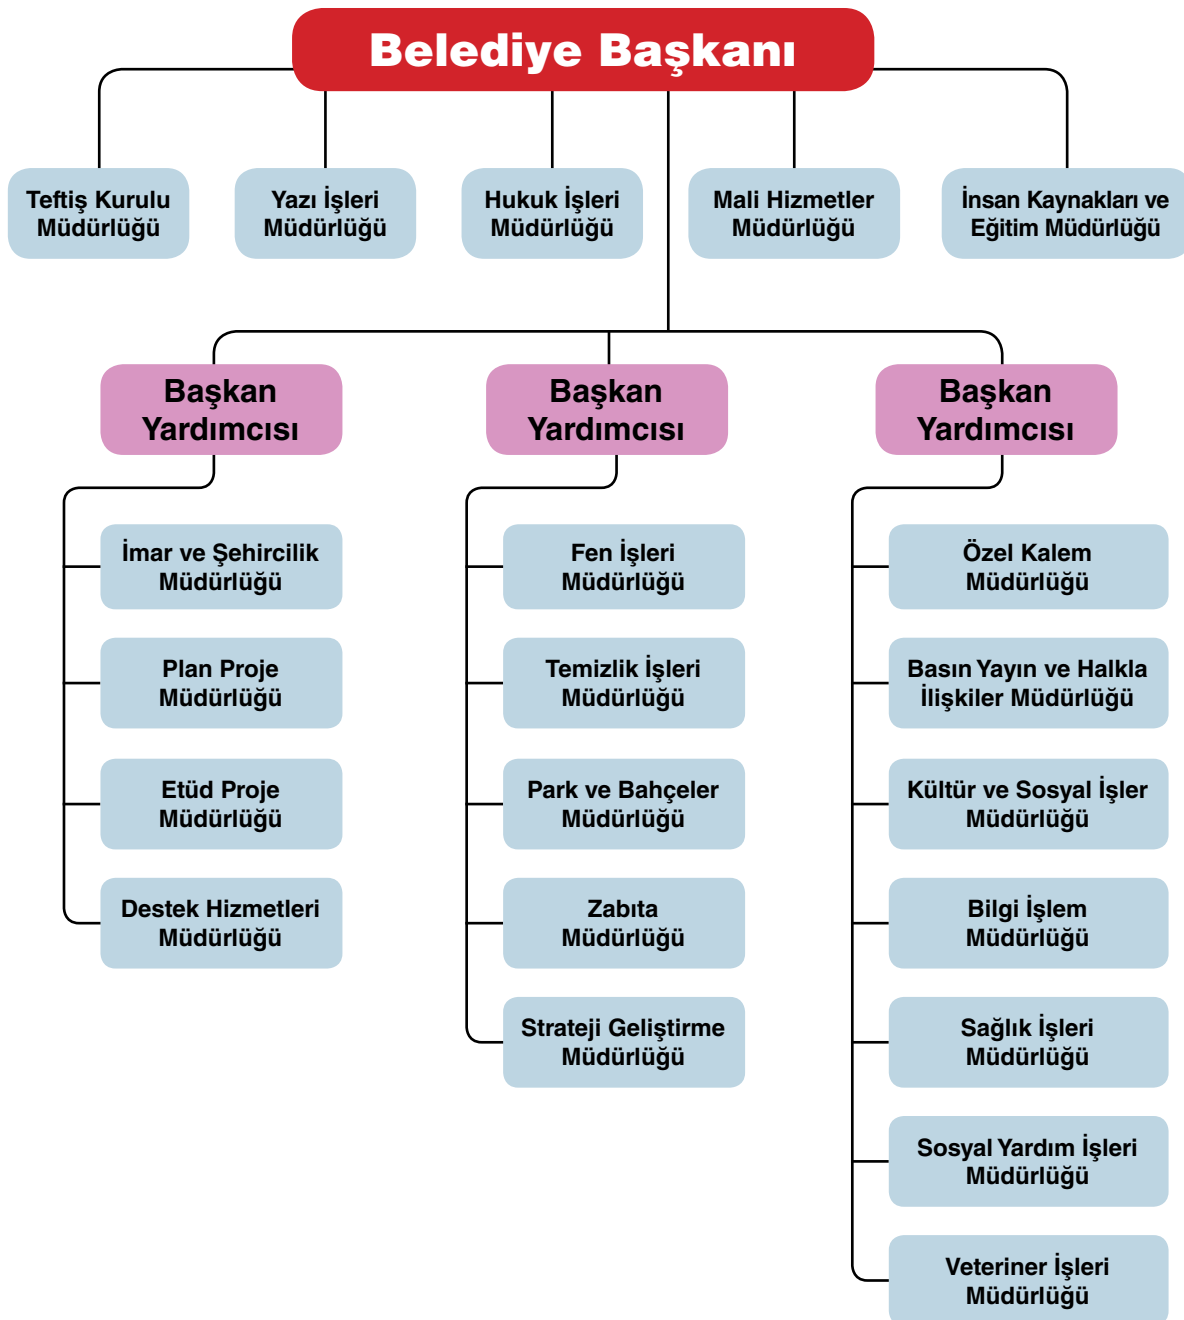 Belediye Başkanı
Teftiş Kurulu
Müdürlüğü
Yazı İşleri
Müdürlüğü
Hukuk İşleri
Müdürlüğü
Mali Hizmetler
Müdürlüğü
İnsan Kaynakları ve
Eğitim Müdürlüğü
Başkan
Yardımcısı
İmar ve Şehircilik
Müdürlüğü
Plan Proje
Müdürlüğü
Etüd Proje
Müdürlüğü
Destek Hizmetleri
Müdürlüğü
Başkan
Yardımcısı
Fen İşleri
Müdürlüğü
Temizlik İşleri
Müdürlüğü
Park ve Bahçeler
Müdürlüğü
Zabıta
Müdürlüğü
Strateji Geliştirme
Müdürlüğü
Başkan
Yardımcısı
Özel Kalem
Müdürlüğü
Basın Yayın ve Halkla
İlişkiler Müdürlüğü
Kültür ve Sosyal İşler
Müdürlüğü
Bilgi İşlem
Müdürlüğü
Sağlık İşleri
Müdürlüğü
Sosyal Yardım İşleri
Müdürlüğü
Veteriner İşleri
Müdürlüğü